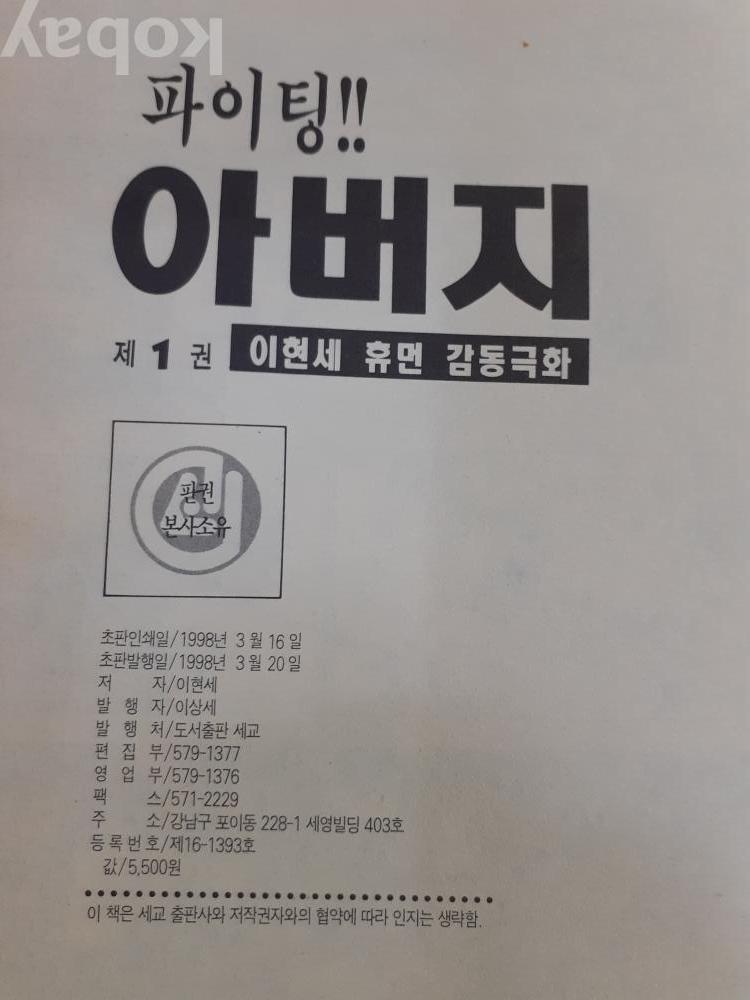 kobay
파이팅!!
아버지
제 1 권 이현세 휴먼 감동극화
판권
본사소유
초판인쇄일/1998년 3월 16일
초판발행일/1998년 3월 20일
저 자/이현세
발 행 자/이상세
발 행 처/도서출판 세교
편 집 부/579-1377
영 업 부/579-1376
팩 스/571-2229
주 소/강남구 포이동 228-1 세영빌딩 403호
등록번호/제16-1393호
값/5,500원
이 책은 세교 출판사와 저작권자와의 협약에 따라 인지는 생략함.